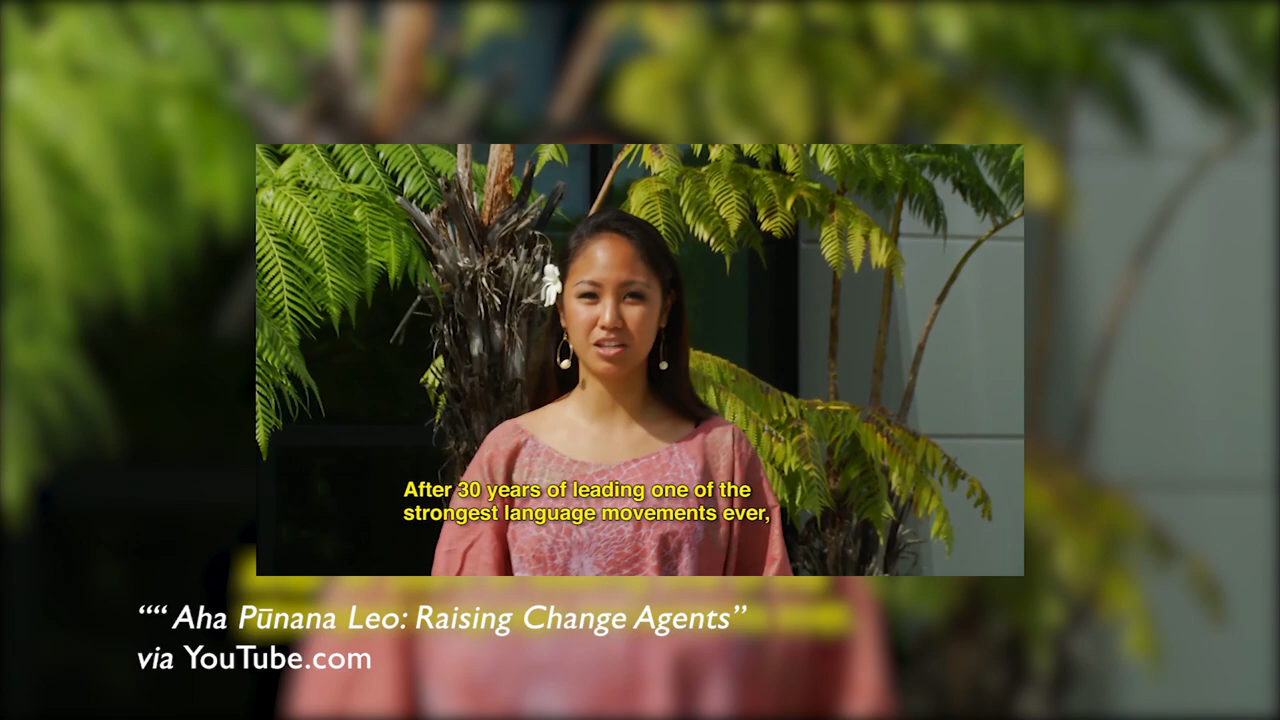 After 30 years of leading one of the
strongest language movements ever,
““ Aha Pūnana Leo: Raising Change Agents”
via YouTube.com